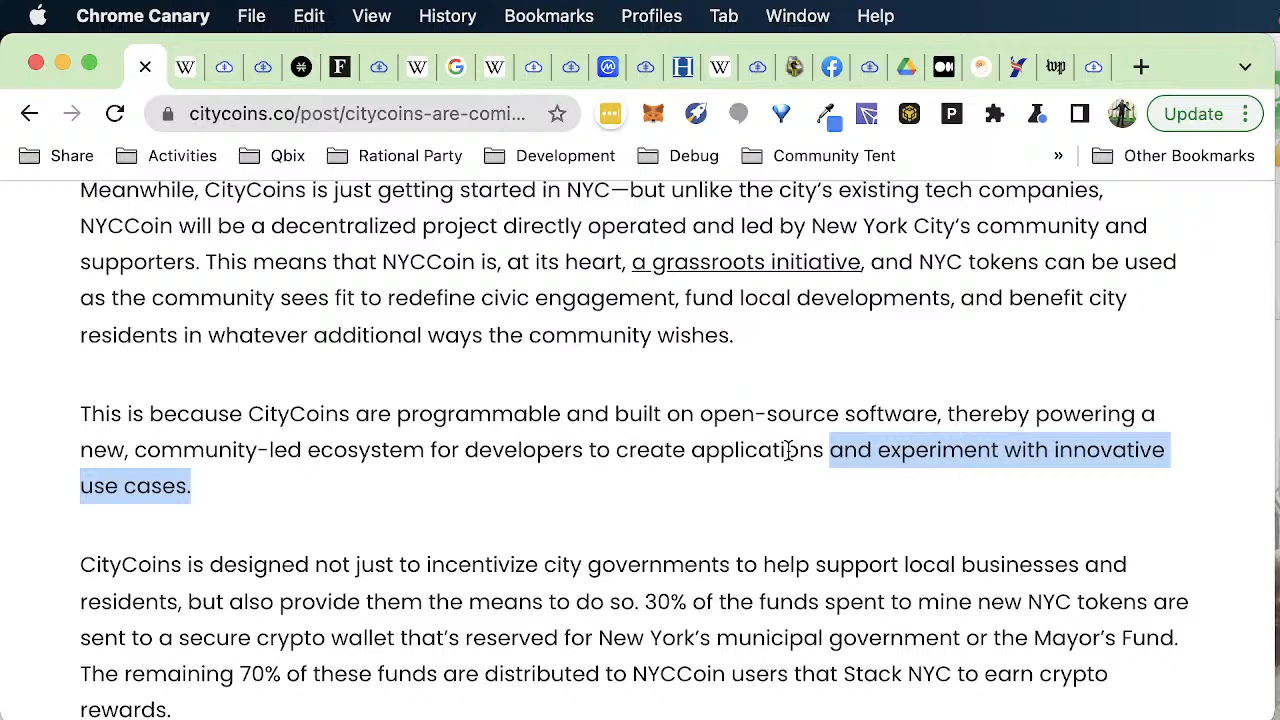 Chrome Canary File Edit View History Bookmarks Profiles Tab Window Help
citycoins.co/post/citycoins-are-comi... Update
Share Activities Qbix Rational Party Development Debug Community Tent » Other Bookmarks
Meanwhile, CityCoins is just getting started in NYC—but unlike the city's existing tech companies,
NYCCoin will be a decentralized project directly operated and led by New York City's community and
supporters. This means that NYCCoin is, at its heart, a grassroots initiative, and NYC tokens can be used
as the community sees fit to redefine civic engagement, fund local developments, and benefit city
residents in whatever additional ways the community wishes.
This is because CityCoins are programmable and built on open-source software, thereby powering a
new, community-led ecosystem for developers to create applications and experiment with innovative
use cases.
CityCoins is designed not just to incentivize city governments to help support local businesses and
residents, but also provide them the means to do so. 30% of the funds spent to mine new NYC tokens are
sent to a secure crypto wallet that's reserved for New York's municipal government or the Mayor's Fund.
The remaining 70% of these funds are distributed to NYCCoin users that Stack NYC to earn crypto
rewards.